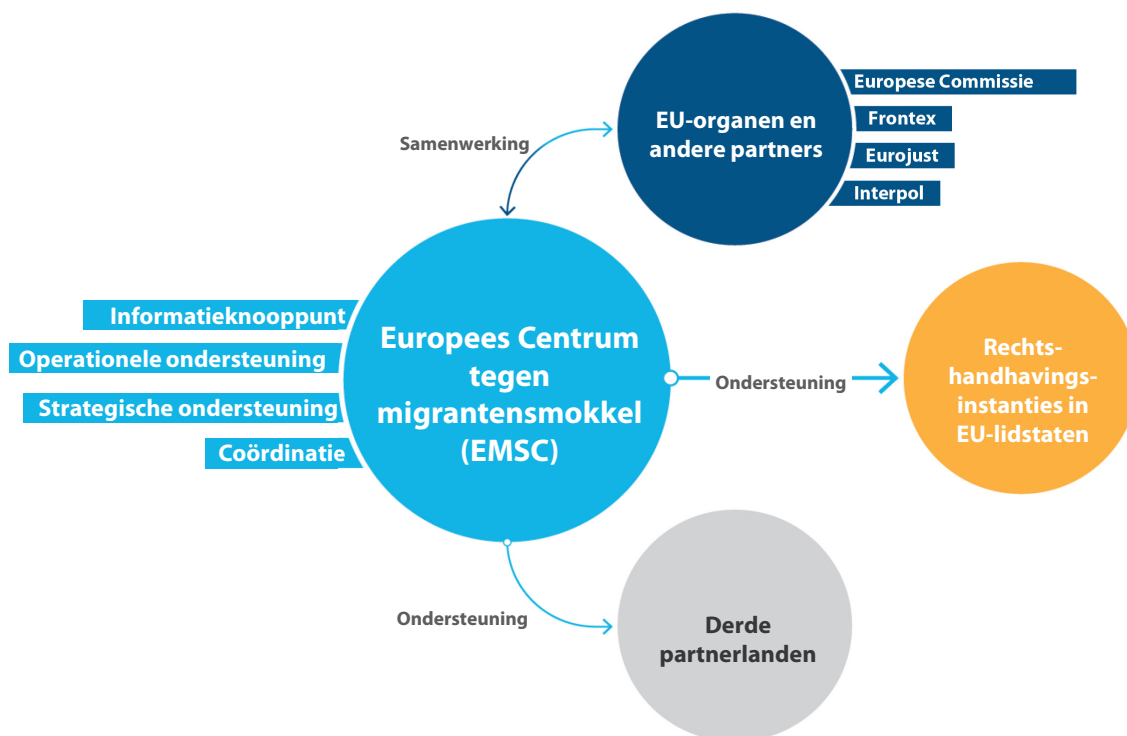 Europese Commissie
Frontex
Eurojust
Interpol
EU-organen en
andere partners
Samenwerking
Informatieknooppunt
Operationele ondersteuning
Strategische ondersteuning
Coördinatie
Europees Centrum
tegen
migrantensmokkel
(EMSC)
Ondersteuning
Rechts-
handhavings-
instanties in
EU-lidstaten
Ondersteuning
Derde
partnerlanden